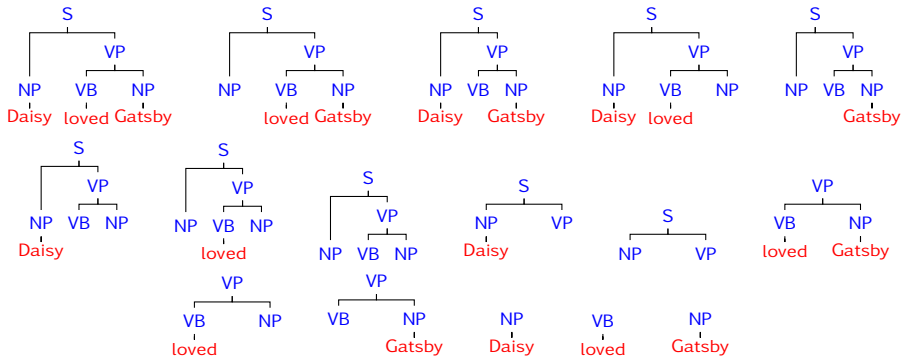 S S S S S
VP VP VP VP VP
NP VB NP NP VB NP NP VB NP NP VB NP NP VB NP
Daisy loved Gatsby loved Gatsby Daisy Gatsby Daisy loved Gatsby
S S S S S VP
VP VP VP NP VP NP VP VB NP
NP VB NP NP VB NP NP VB NP Daisy loved Gatsby
Daisy loved
VP VP
VB NP VB NP NP VB NP
loved Gatsby Daisy loved Gatsby